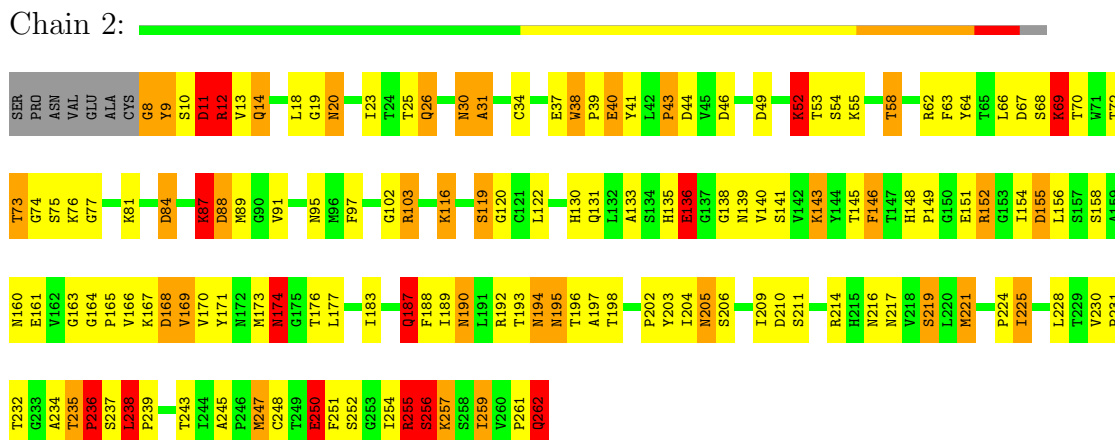 Chain 2:
SER PRO ASN VAL GLU ALA CYS G8 Y9 S10 D11 R12 V13 Q14 L18 G19 N20 I23 T24 T25 Q26 N30 A31 C34 E37 W38 P39 E40 Y41 L42 P43 D44 V45 D46 D49 K52 T53 S54 K55 T58 R62 F63 Y64 T65 L66 D67 S68 K69 T70 W71 T72
T73 G74 S75 K76 G77 K81 D84 K87 D88 M89 G90 V91 N95 M96 F97 G102 R103 K116 S119 G120 C121 L122 H130 Q131 L132 A133 S134 H135 E136 G137 G138 N139 V140 S141 V142 K143 Y144 T145 F146 T147 H148 P149 G150 E151 R152 G153 T154 D155 L156 S157 S158 A159
N160 E161 V162 G163 G164 P165 V166 K167 D168 V169 V170 Y171 N172 M173 N174 G175 T176 L177 I183 Q187 F188 I189 N190 L191 R192 T193 N194 N195 T196 A197 T198 P202 Y203 I204 N205 S206 I209 D210 S211 R214 H215 N216 N217 V218 S219 L220 M221 P224 I225 L228 T229 V230 P231
T232 G233 A234 T235 P236 S237 L238 P239 T243 I244 A245 P246 M247 C248 T249 E250 F251 S252 G253 I254 R255 S256 K257 S258 I259 V260 P261 Q262